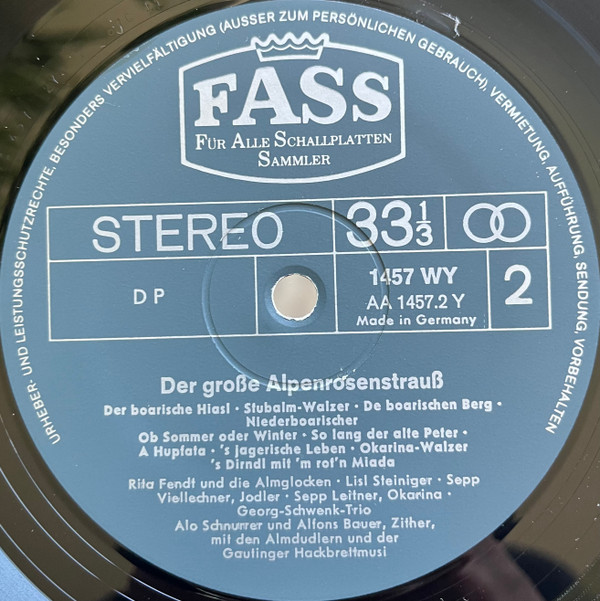 URHEBER- UND LEISTUNGSSCHUTZRECHTE, BESONDERS VERVIELFÄLTIGUNG (AUSSER ZUM PERSÖNLICHEN GEBRAUCH), VERMIETUNG, AUFFÜHRUNG, SENDUNG, VORBEHALTEN
FASS
FÜR ALLE SCHALLPLATTEN
SAMMLER
STEREO 33 1/3
DP 1457 WY 2
AA 1457.2 Y
Made in Germany
Der große Alpenrosenstrauß
Der boarische Hiasl · Stubalm-Walzer · De boarischen Berg ·
Niederboarischer
Ob Sommer oder Winter · So lang der alte Peter ·
A Hupfata · 's jagerische Leben · Okarina-Walzer
's Dirndl mit 'm rot'n Miada
Rita Fendt und die Almglocken · Lisl Steiniger · Sepp
Viellechner, Jodler · Sepp Leitner, Okarina ·
Georg-Schwenk-Trio
Alo Schnurrer und Alfons Bauer, Zither,
mit den Almdudlern und der
Gautinger Hackbrettmusi